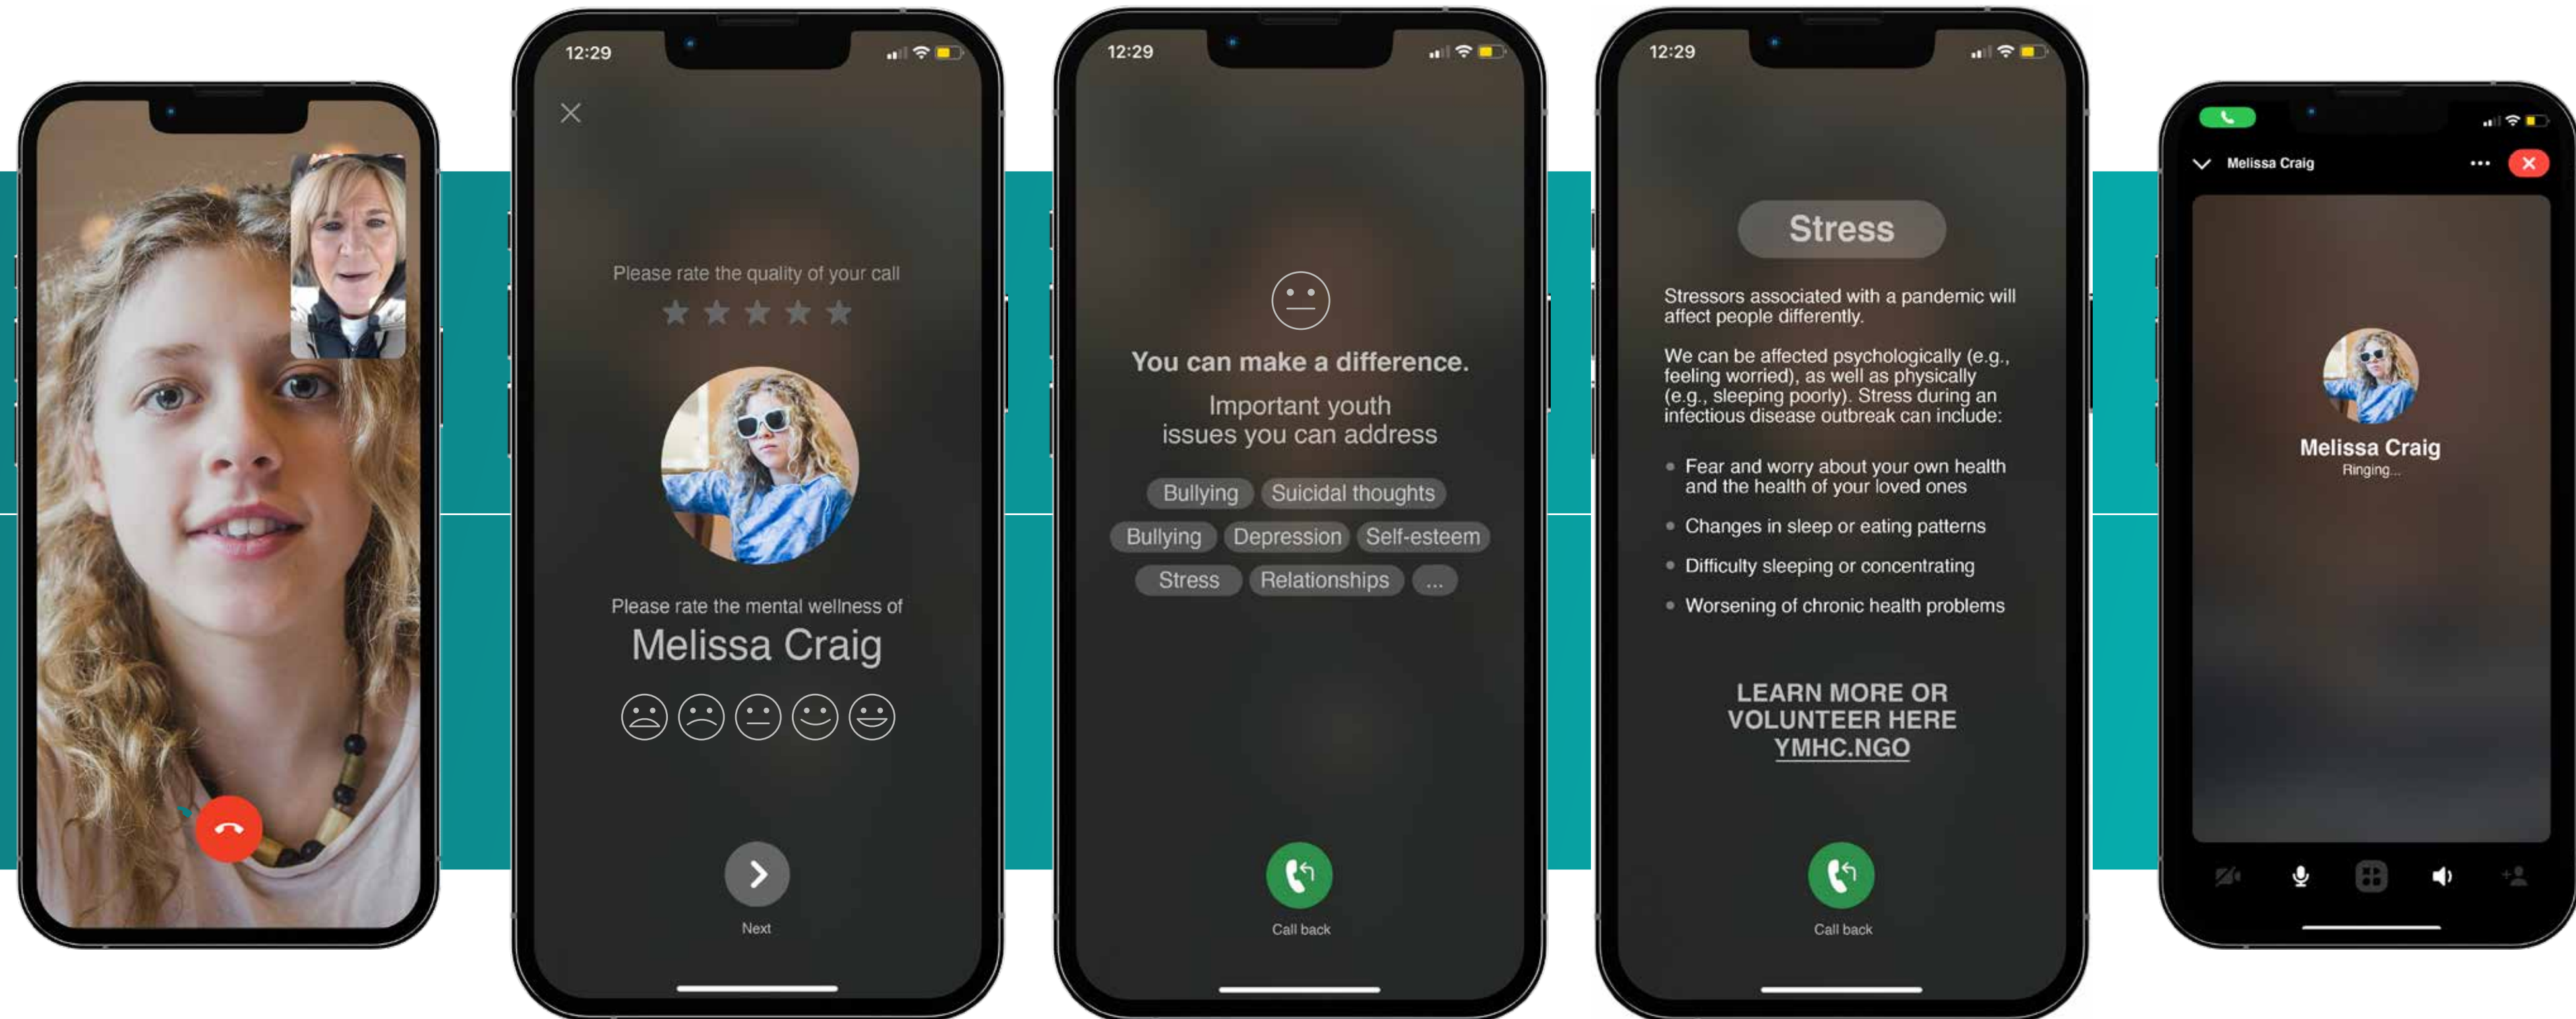 12:29
Please rate the quality of your call
Please rate the mental wellness of
Melissa Craig
Next
12:29
You can make a difference.
Important youth
issues you can address
Bullying Suicidal thoughts
Bullying Depression Self-esteem
Stress Relationships ...
Call back
12:29
Stress
Stressors associated with a pandemic will
affect people differently.
We can be affected psychologically (e.g.,
feeling worried), as well as physically
(e.g., sleeping poorly). Stress during an
infectious disease outbreak can include:
• Fear and worry about your own health
and the health of your loved ones
• Changes in sleep or eating patterns
• Difficulty sleeping or concentrating
• Worsening of chronic health problems
LEARN MORE OR
VOLUNTEER HERE
YMHC.NGO
Call back
Melissa Craig
Melissa Craig
Ringing...